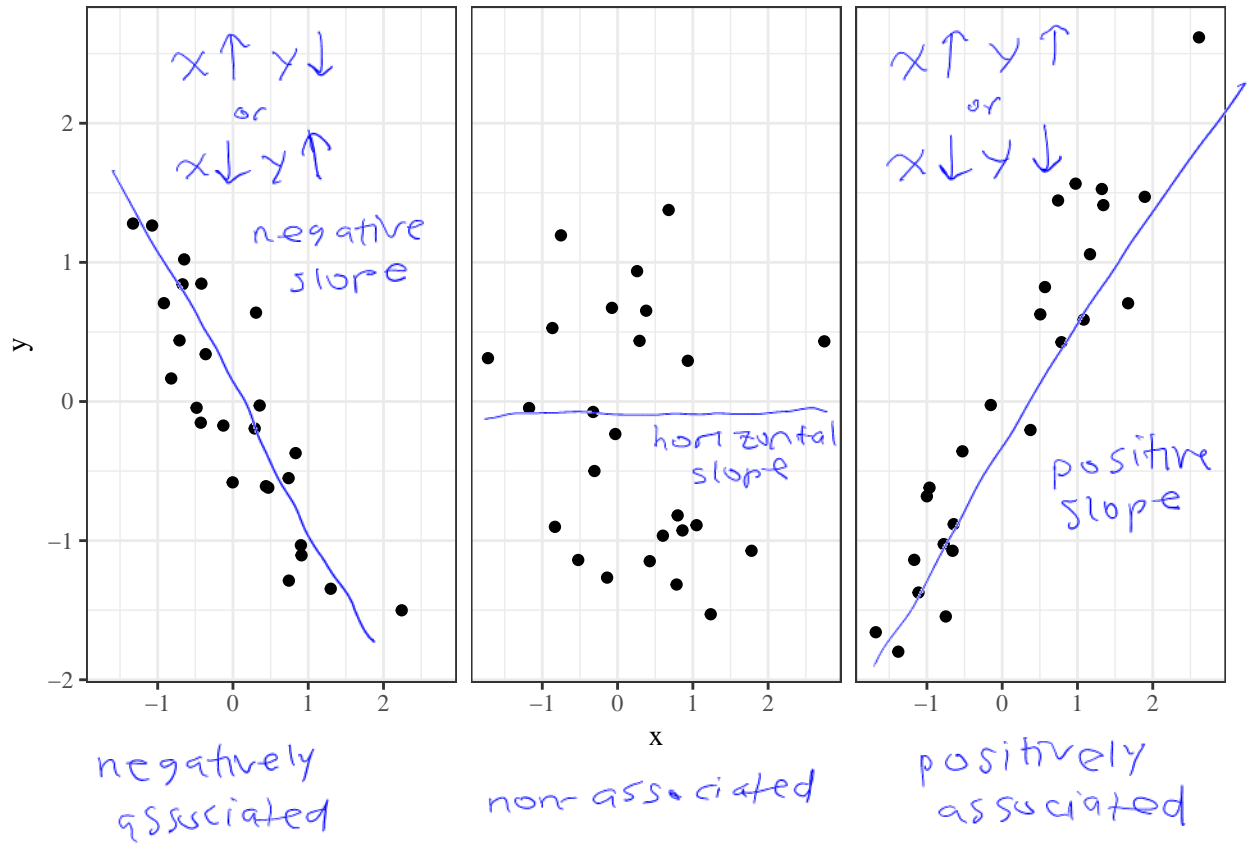 X ↑ Y ↓
or
X ↓ Y ↑
negative
slope
horizontal
slope
X ↑ Y ↑
or
X ↓ Y ↓
positive
slope
y
2
1
0
−1
−2
−1 0 1 2
−1 0 1 2
−1 0 1 2
x
negatively
associated
non-associated
positively
associated